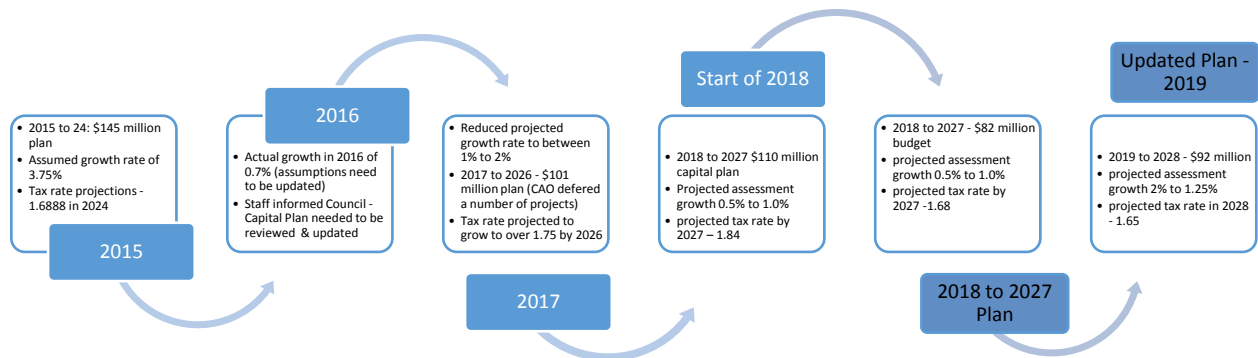 2015
• 2015 to 24: $145 million
plan
• Assumed growth rate of
3.75%
• Tax rate projections -
1.6888 in 2024
2016
• Actual growth in 2016 of
0.7% (assumptions need
to be updated)
• Staff informed Council -
Capital Plan needed to be
reviewed & updated
2017
• Reduced projected
growth rate to between
1% to 2%
• 2017 to 2026 - $101
million plan (CAO defered
a number of projects)
• Tax rate projected to
grow to over 1.75 by 2026
Start of 2018
• 2018 to 2027 $110 million
capital plan
• Projected assessment
growth 0.5% to 1.0%
• projected tax rate by
2027 – 1.84
2018 to 2027
Plan
• 2018 to 2027 - $82 million
budget
• projected assessment
growth 0.5% to 1.0%
• projected tax rate by
2027 -1.68
Updated Plan -
2019
• 2019 to 2028 - $92 million
• projected assessment
growth 2% to 1.25%
• projected tax rate in 2028
- 1.65